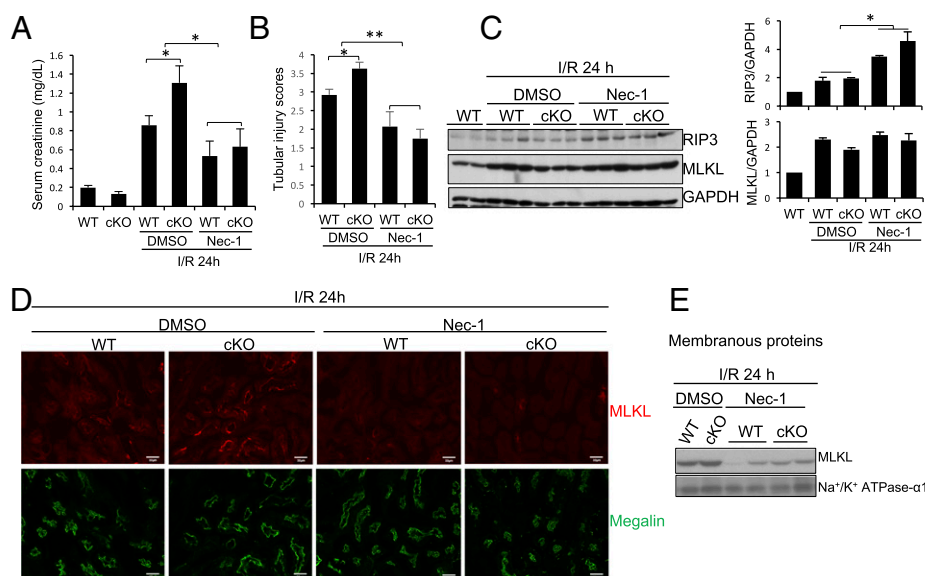 A
Serum creatinine (mg/dL)
1.6
1.4
1.2
1
0.8
0.6
0.4
0.2
0
*
*
WT cKO WT cKO WT cKO
DMSO Nec-1
I/R 24h
B
Tubular injury scores
4
3.5
3
2.5
2
1.5
1
0.5
0
**
*
WT cKO WT cKO
DMSO Nec-1
I/R 24h
C
I/R 24 h
DMSO Nec-1
WT WT cKO WT cKO
RIP3
MLKL
GAPDH
RIP3/GAPDH
6
4
2
0
*
MLKL/GAPDH
3
2
1
0
WT WT cKO WT cKO
DMSO Nec-1
I/R 24h
D
I/R 24h
DMSO Nec-1
WT cKO WT cKO
MLKL
Megalin
E
Membranous proteins
I/R 24 h
DMSO Nec-1
WT cKO WT cKO
MLKL
Na⁺/K⁺ ATPase-α1